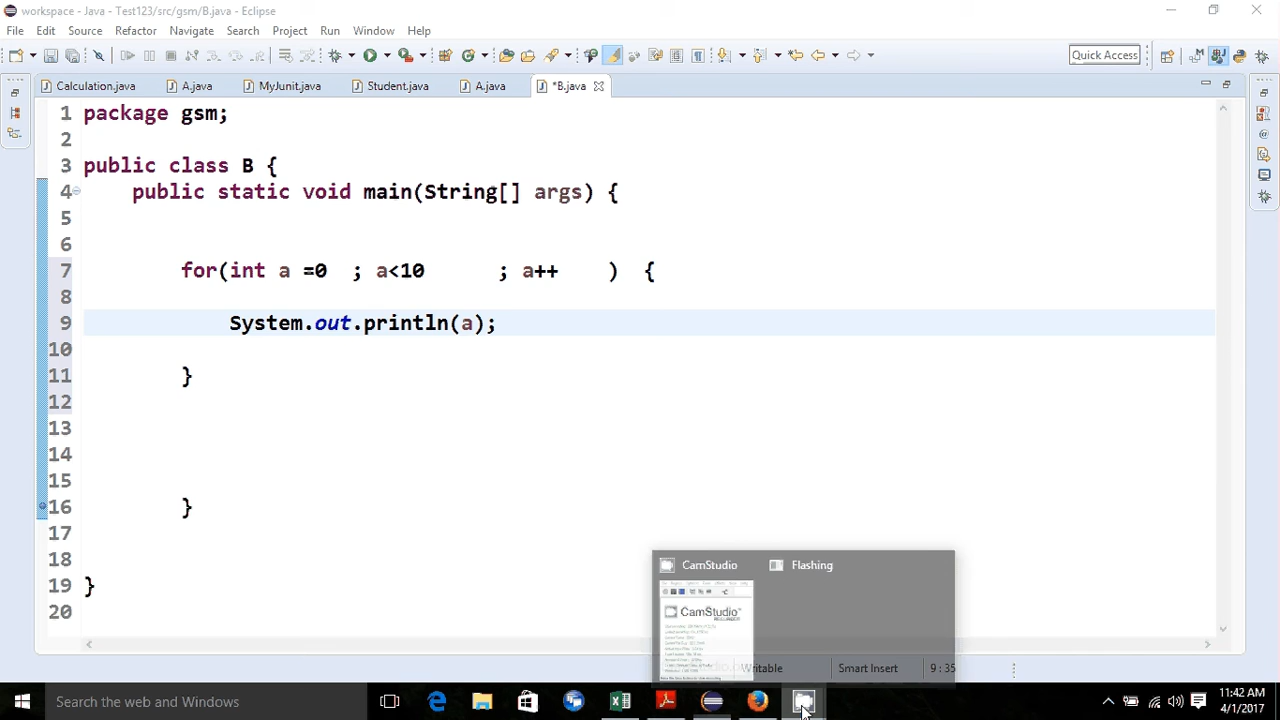 workspace - Java - Test123/src/gsm/B.java - Eclipse
File Edit Source Refactor Navigate Search Project Run Window Help
Quick Access
Calculation.java A.java MyJunit.java Student.java A.java *B.java
1 package gsm;
2
3 public class B {
4 public static void main(String[] args) {
5
6
7 for(int a =0 ; a<10 ; a++ ) {
8
9 System.out.println(a);
10
11 }
12
13
14
15
16 }
17
18
19 }
20
CamStudio Flashing
CamStudio
Writable Smart Insert
Search the web and Windows
11:42 AM
4/1/2017